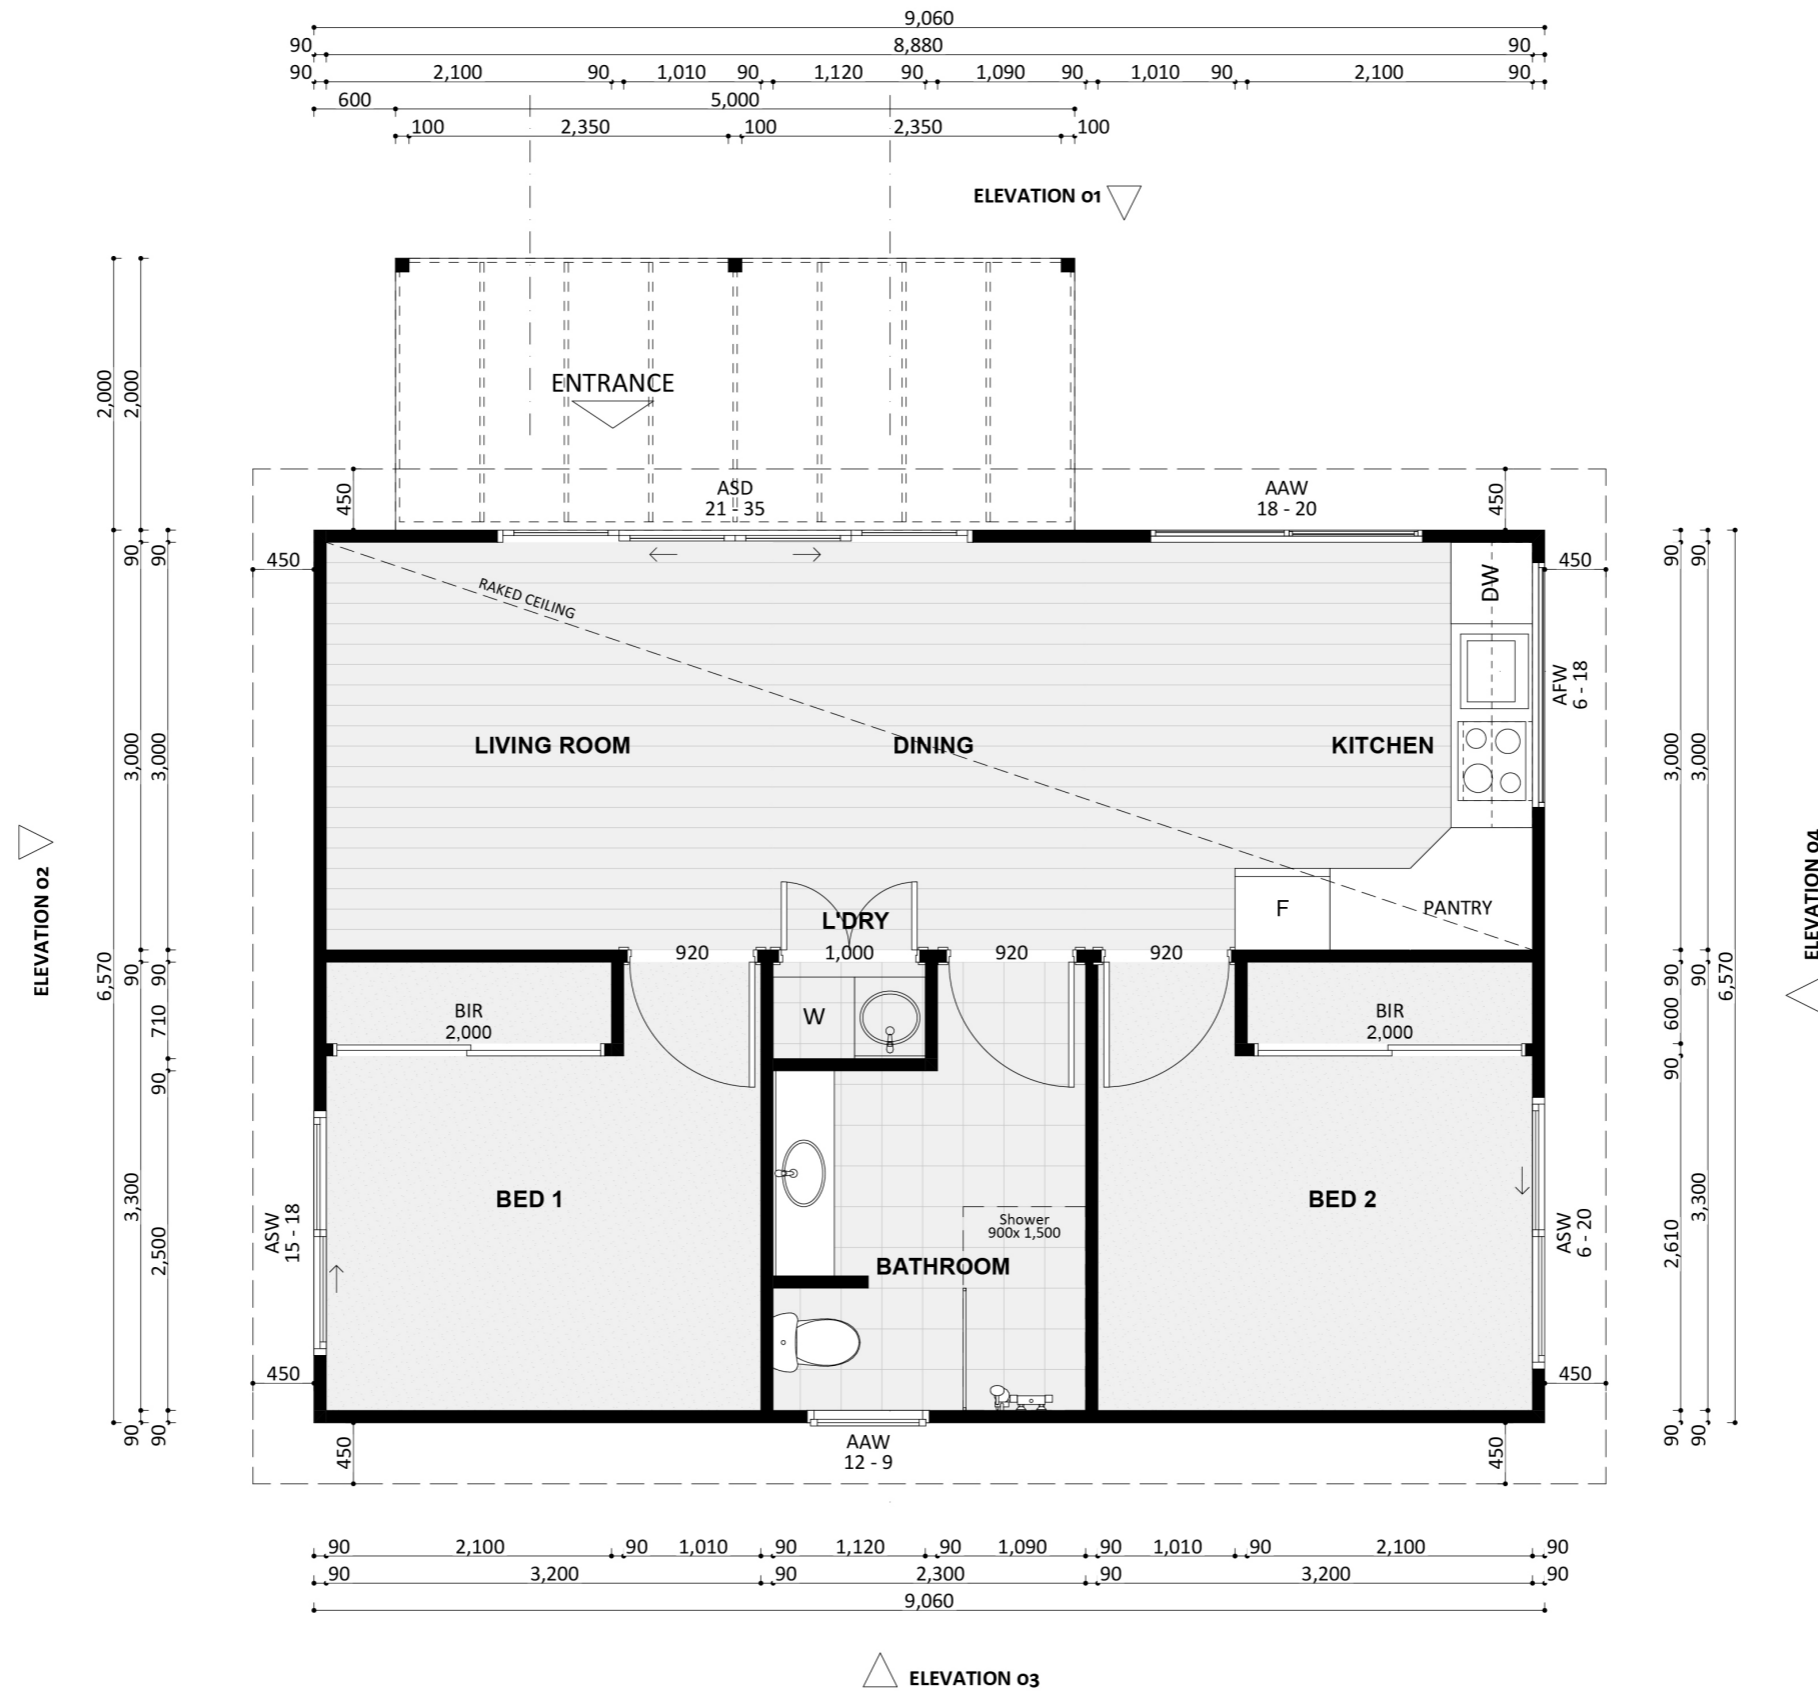 9,060
90 8,880 90
90 2,100 90 1,010 90 1,120 90 1,090 90 1,010 90 2,100 90
600 5,000
100 2,350 100 2,350 100
ELEVATION 01
ENTRANCE
2,000
2,000
450
ASD
21 - 35
AAW
18 - 20
450
90
90
450
RAKED CEILING
DW
450
90
90
AFW
6 - 18
3,000
3,000
LIVING ROOM
DINING
KITCHEN
3,000
3,000
ELEVATION 02
ELEVATION 04
L'DRY
F
PANTRY
6,570
90
90
920
1,000
920
920
90
90
6,570
710
BIR
2,000
W
BIR
2,000
600
90
90
3,300
2,500
ASW
15 - 18
BED 1
Shower
900x 1,500
BATHROOM
BED 2
ASW
6 - 20
2,610
3,300
450
450
90
90
450
AAW
12 - 9
450
90
90
90 2,100 90 1,010 90 1,120 90 1,090 90 1,010 90 2,100 90
90 3,200 90 2,300 90 3,200 90
9,060
ELEVATION 03